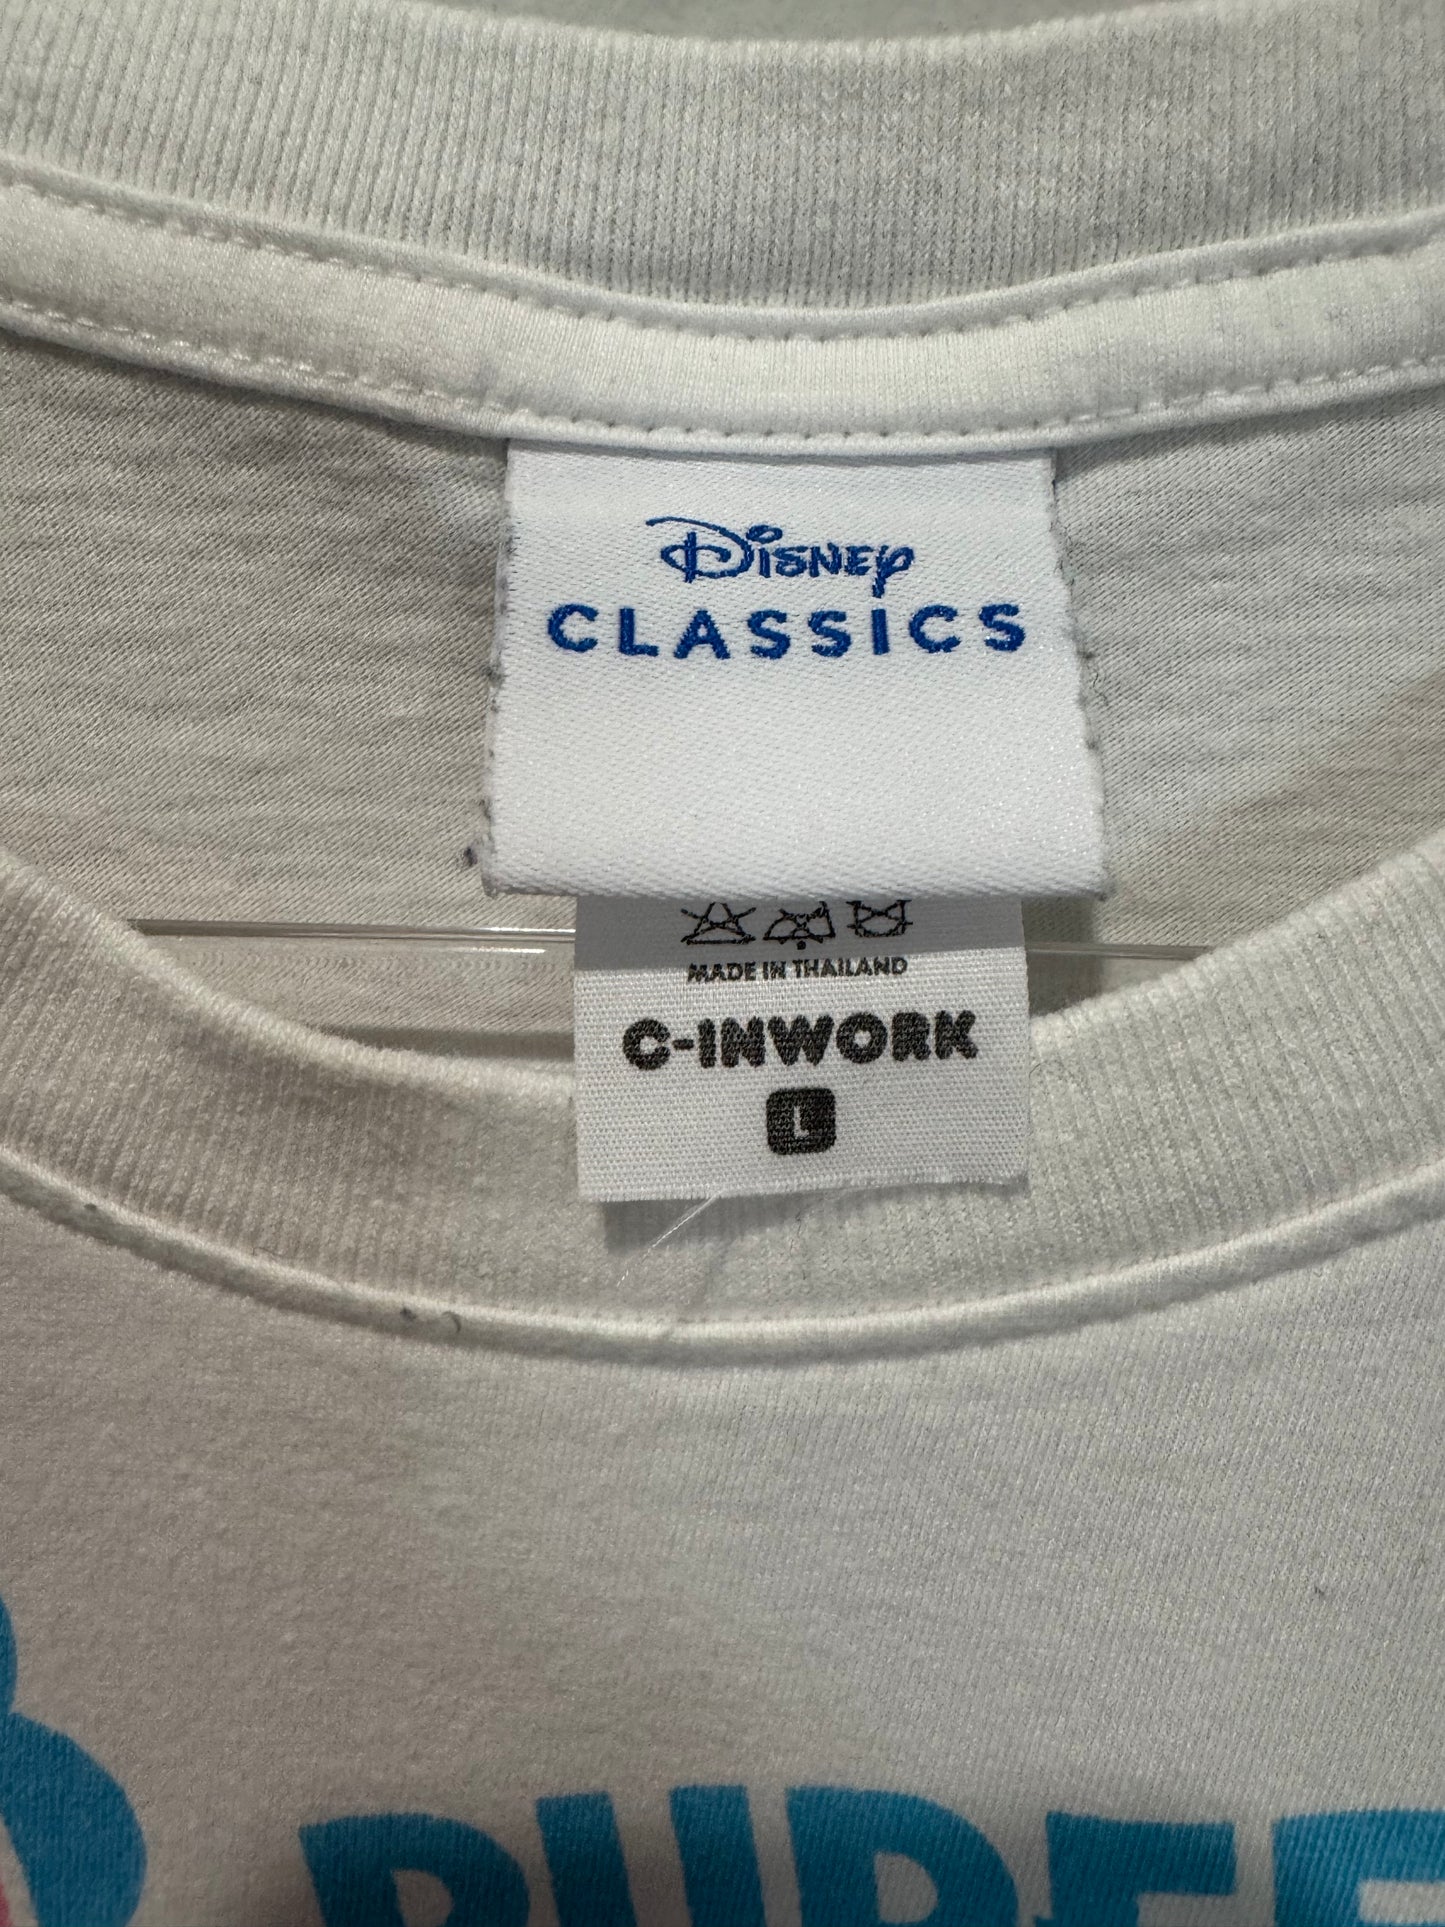 Disney
CLASSICS
MADE IN THAILAND
C-INWORK
L